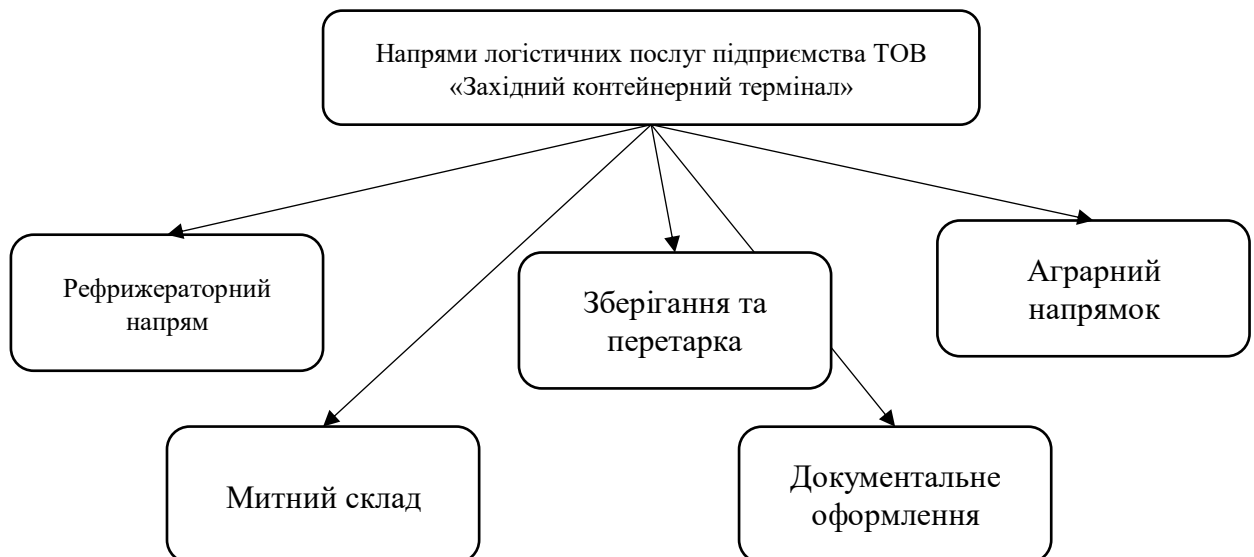 Напрями логістичних послуг підприємства ТОВ
«Західний контейнерний термінал»
Рефрижераторний
напрям
Зберігання та
перетарка
Аграрний
напрямок
Митний склад
Документальне
оформлення